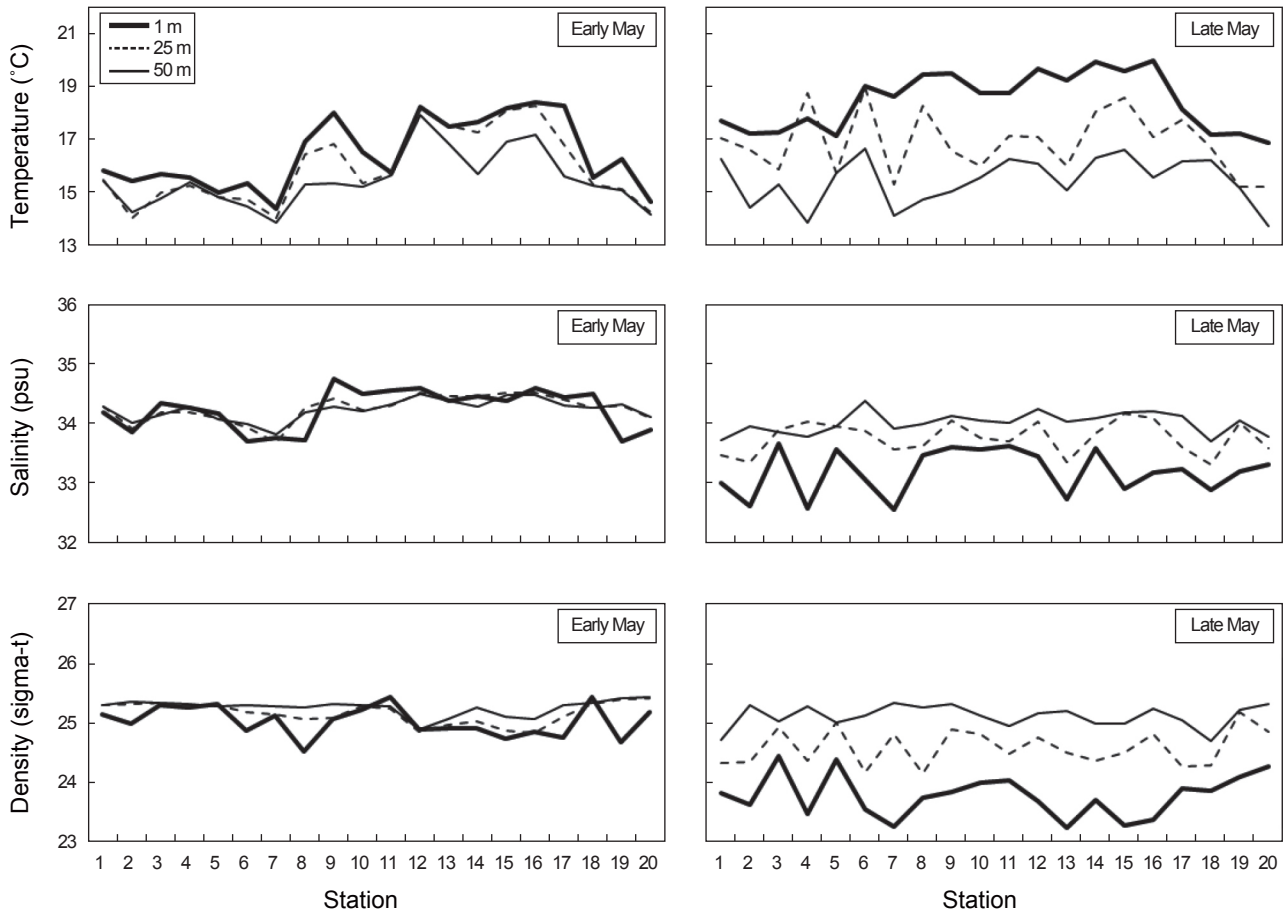 Temperature (˚C)
21
19
17
15
13
1 m
25 m
50 m
Early May
Late May
Salinity (psu)
36
35
34
33
32
Early May
Late May
Density (sigma-t)
27
26
25
24
23
Early May
Late May
1 2 3 4 5 6 7 8 9 10 11 12 13 14 15 16 17 18 19 20
1 2 3 4 5 6 7 8 9 10 11 12 13 14 15 16 17 18 19 20
Station
Station